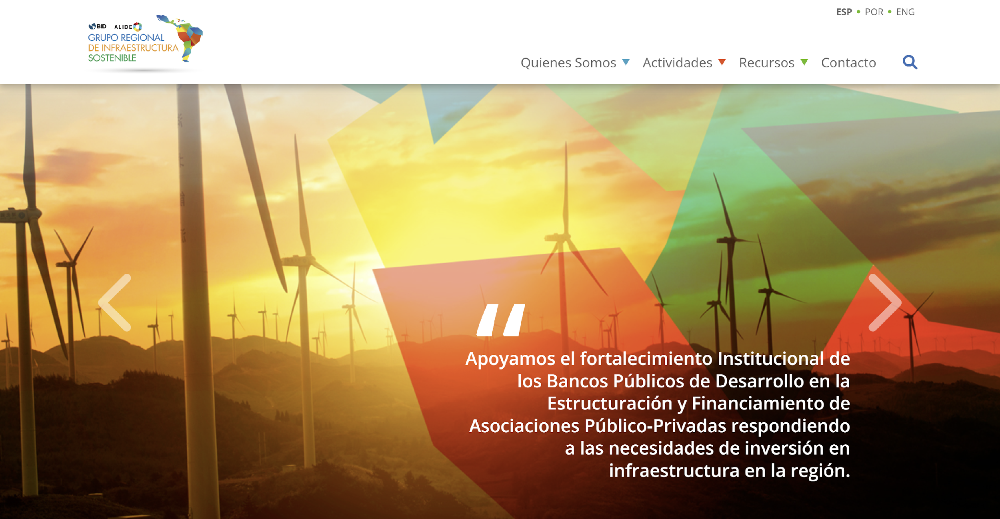 ESP • POR • ENG
BID ALIDE
GRUPO REGIONAL
DE INFRAESTRUCTURA
SOSTENIBLE
Quienes Somos Actividades Recursos Contacto
“
Apoyamos el fortalecimiento Institucional de
los Bancos Públicos de Desarrollo en la
Estructuración y Financiamiento de
Asociaciones Público-Privadas respondiendo
a las necesidades de inversión en
infraestructura en la región.